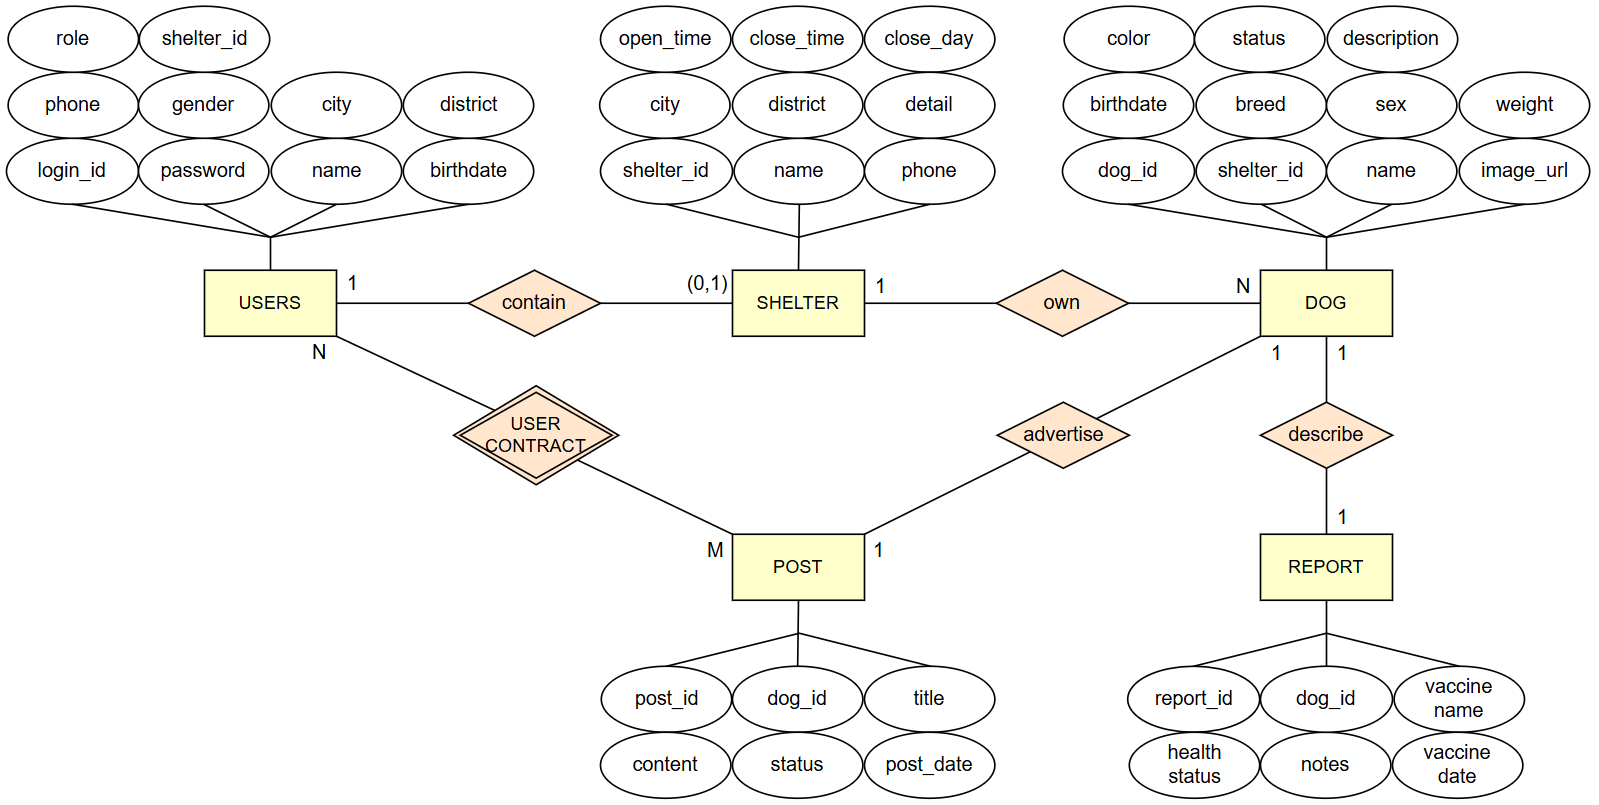 role
shelter_id
open_time
close_time
close_day
color
status
description
phone
gender
city
district
city
district
detail
birthdate
breed
sex
weight
login_id
password
name
birthdate
shelter_id
name
phone
dog_id
shelter_id
name
image_url
USERS
1
contain
(0,1)
SHELTER
1
own
N
DOG
N
1
1
USER
CONTRACT
advertise
describe
M
POST
1
1
REPORT
post_id
dog_id
title
report_id
dog_id
vaccine
name
content
status
post_date
health
status
notes
vaccine
date